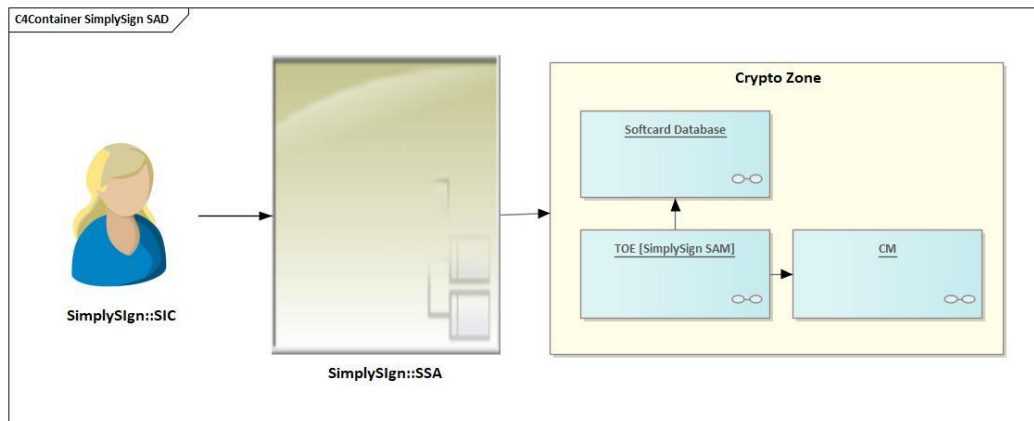 C4Container SimplySign SAD
Crypto Zone
Softcard Database
TOE [SimplySign SAM]
CM
SimplySIgn::SIC
SimplySIgn::SSA